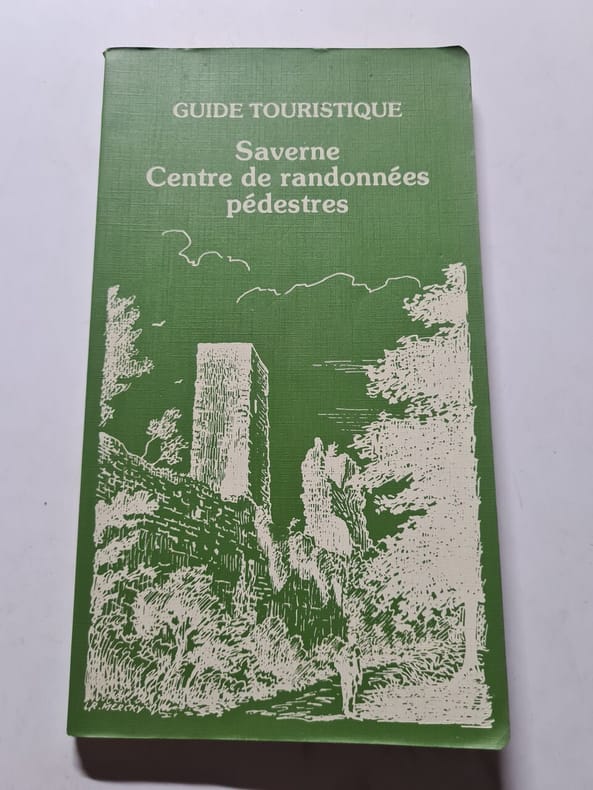 GUIDE TOURISTIQUE
Saverne
Centre de randonnées
pédestres